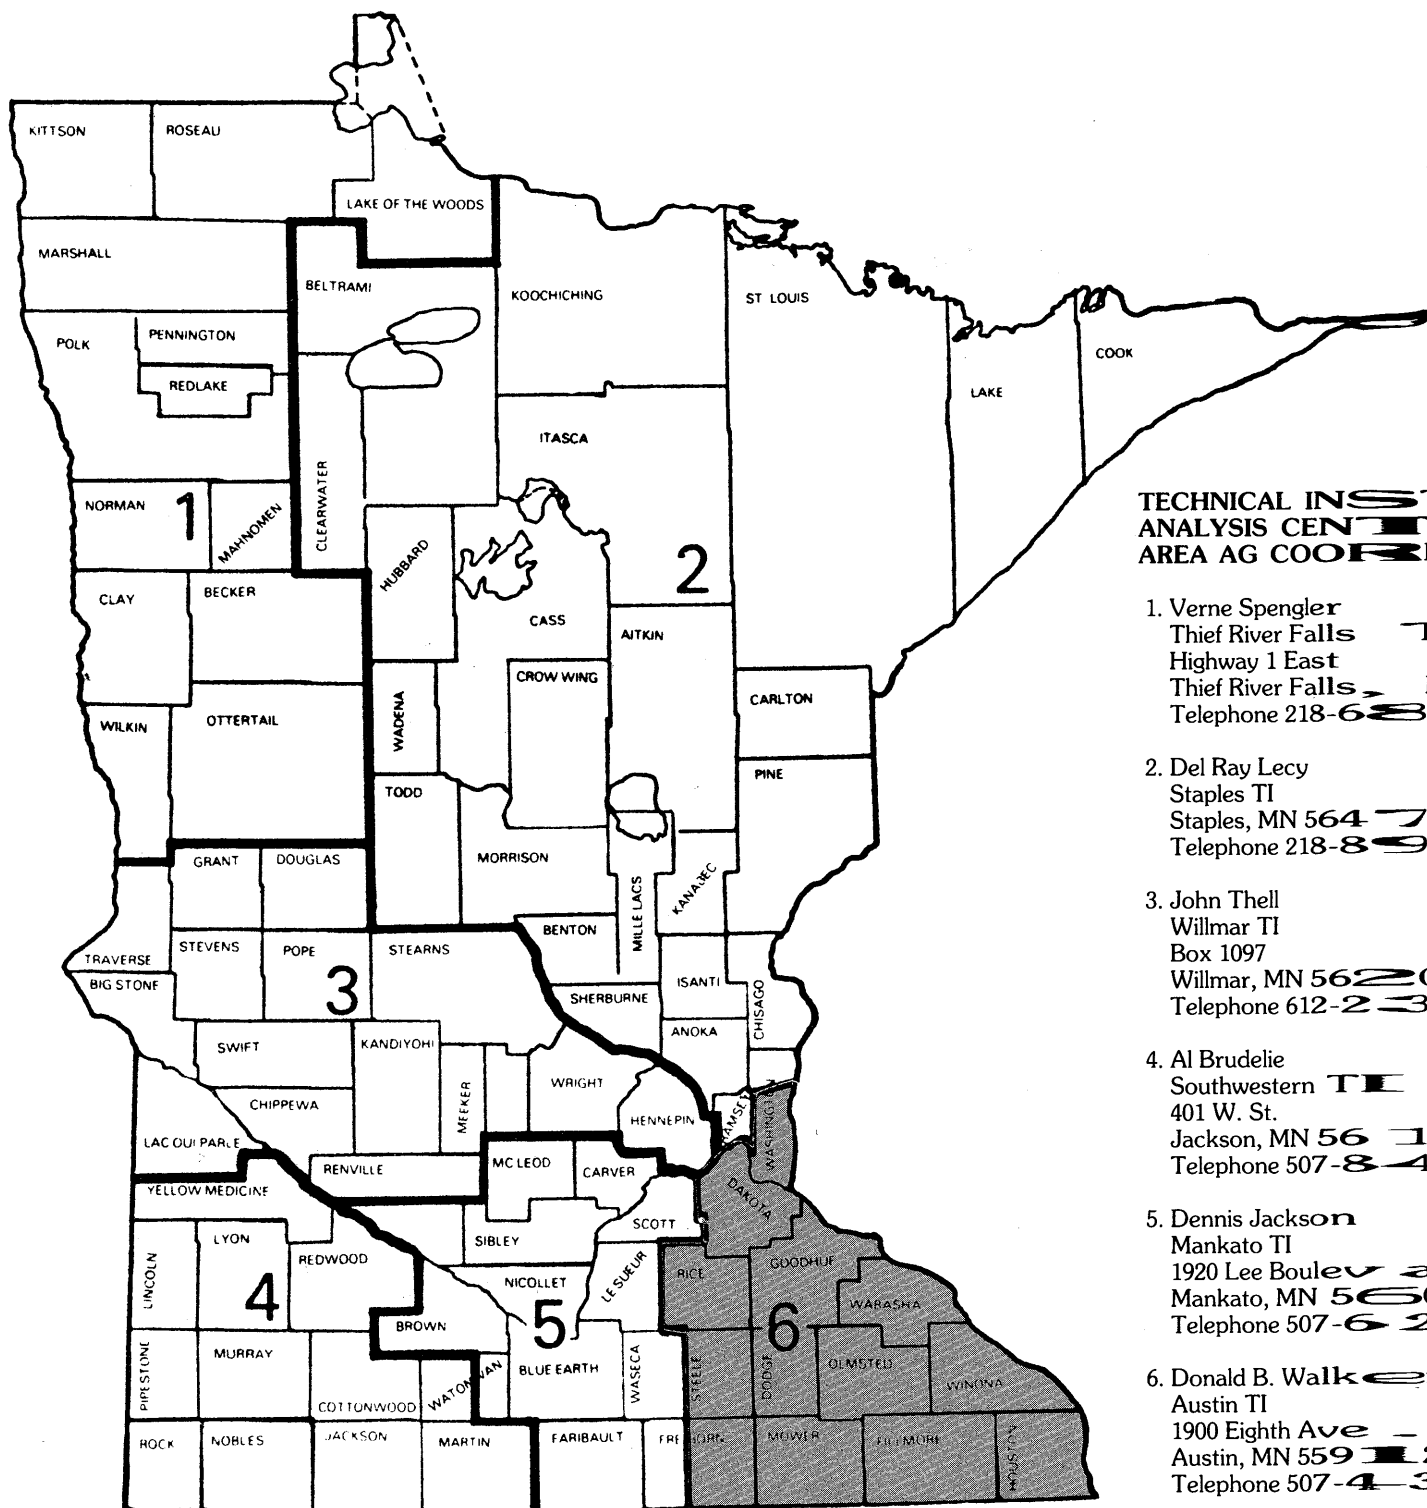 KITTSON
ROSEAU
LAKE OF THE WOODS
MARSHALL
BELTRAMI
KOOCHICHING
ST LOUIS
POLK
PENNINGTON
REDLAKE
COOK
LAKE
ITASCA
CLEARWATER
NORMAN
1
MAHNOMEN
HUBBARD
2
CLAY
BECKER
CASS
AITKIN
CROW WING
WADENA
CARLTON
WILKIN
OTTERTAIL
TODD
PINE
GRANT
DOUGLAS
MORRISON
MILLE LACS
KANABEC
BENTON
TRAVERSE
STEVENS
POPE
STEARNS
3
BIG STONE
SHERBURNE
ISANTI
CHISAGO
ANOKA
SWIFT
KANDIYOHI
MEEKER
WRIGHT
CHIPPEWA
HENNEPIN
WASHINGTON
LAC QUI PARLE
RENVILLE
MC LEOD
CARVER
YELLOW MEDICINE
DAKOTA
LYON
REDWOOD
SIBLEY
SCOTT
LINCOLN
4
NICOLLET
LE SUEUR
RICE
GOODHUE
5
BROWN
6
WABASHA
PIPESTONE
MURRAY
COTTONWOOD
WATONWAN
BLUE EARTH
WASECA
STEELE
DODGE
OLMSTED
WINONA
ROCK
NOBLES
JACKSON
MARTIN
FARIBAULT
MOWER
FILLMORE
HOUSTON
TECHNICAL
ANALYSIS
AREA AG
1. Verne Spengler
Thief River Falls
Highway 1 East
Thief River Falls,
Telephone
2. Del Ray Lecy
Staples TI
Staples, MN
Telephone
3. John Thell
Willmar TI
Box 1097
Willmar, MN
Telephone
4. Al Brudelie
Southwestern
401 W. St.
Jackson, MN
Telephone
5. Dennis Jackson
Mankato TI
1920 Lee
Mankato, MN
Telephone
6. Donald B.
Austin TI
1900 Eighth Ave
Austin, MN
Telephone